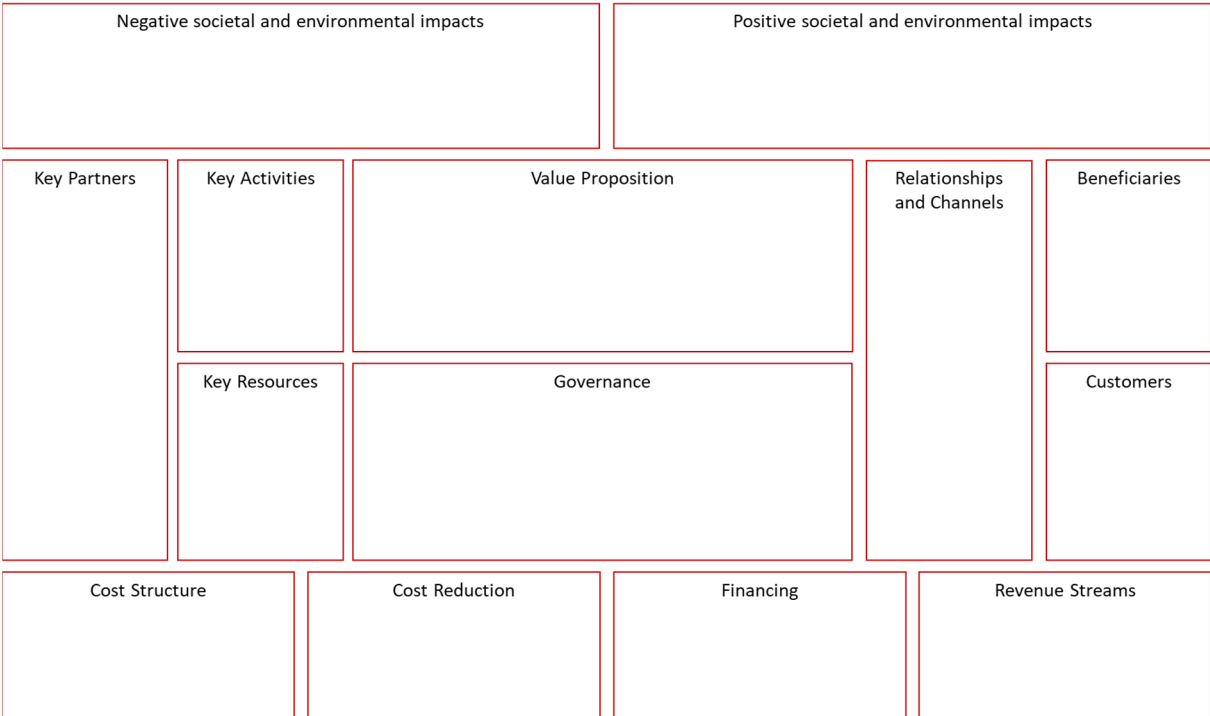 Negative societal and environmental impacts
Positive societal and environmental impacts
Key Partners
Key Activities
Value Proposition
Relationships
and Channels
Beneficiaries
Key Resources
Governance
Customers
Cost Structure
Cost Reduction
Financing
Revenue Streams